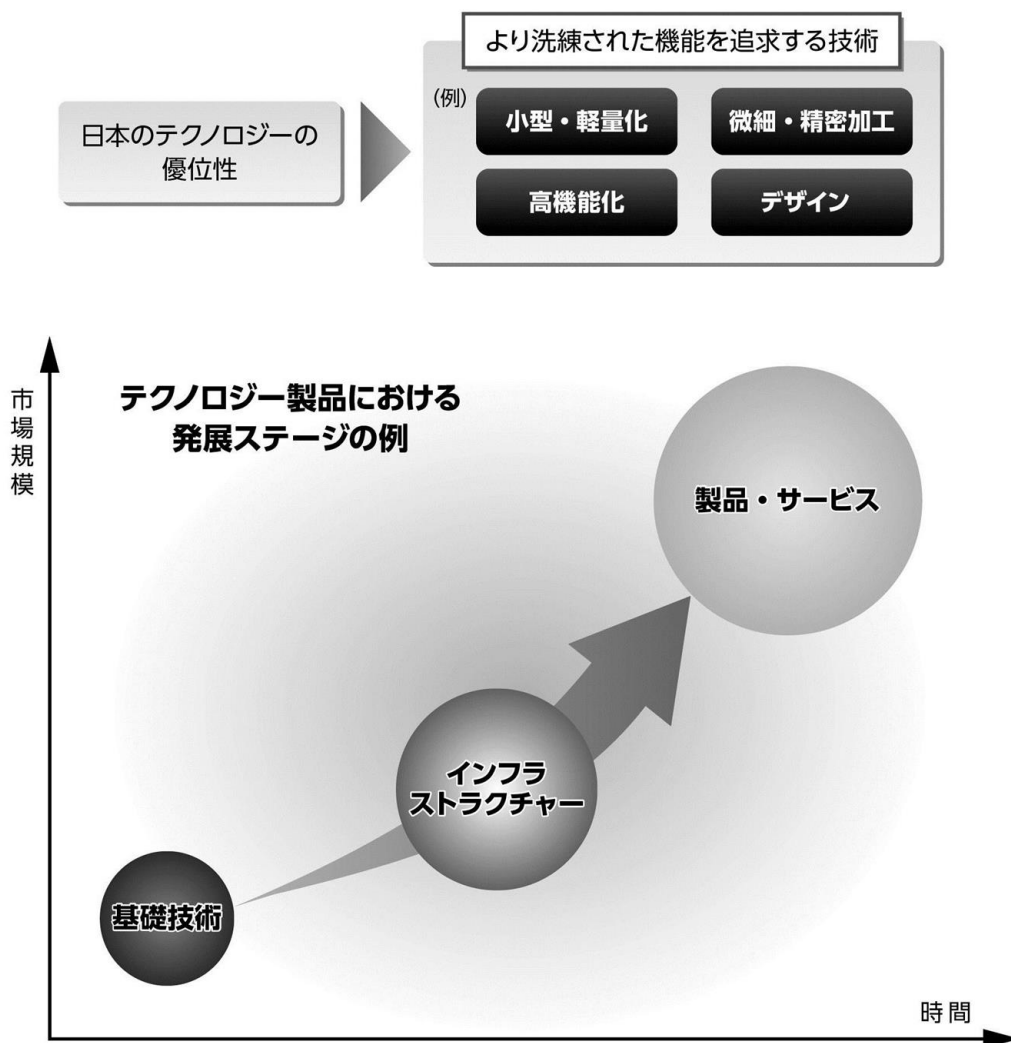 より洗練された機能を追求する技術
日本のテクノロジーの
優位性
(例)
小型・軽量化
微細・精密加工
高機能化
デザイン
市場規模
テクノロジー製品における
発展ステージの例
製品・サービス
インフラ
ストラクチャー
基礎技術
時間